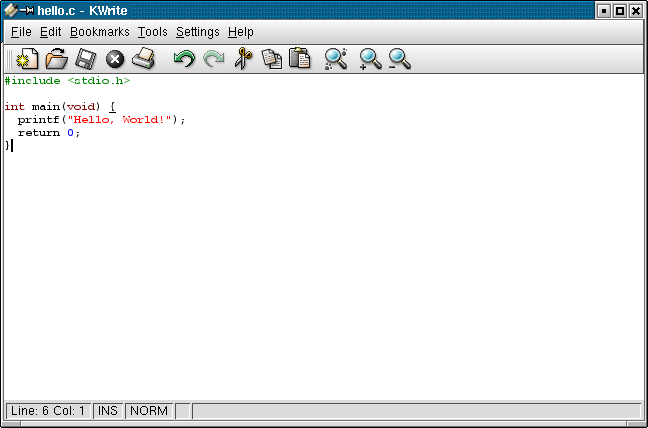 hello.c - KWrite
File Edit Bookmarks Tools Settings Help
#include <stdio.h>
int main(void) {
  printf("Hello, World!");
  return 0;
}
Line: 6 Col: 1 INS NORM